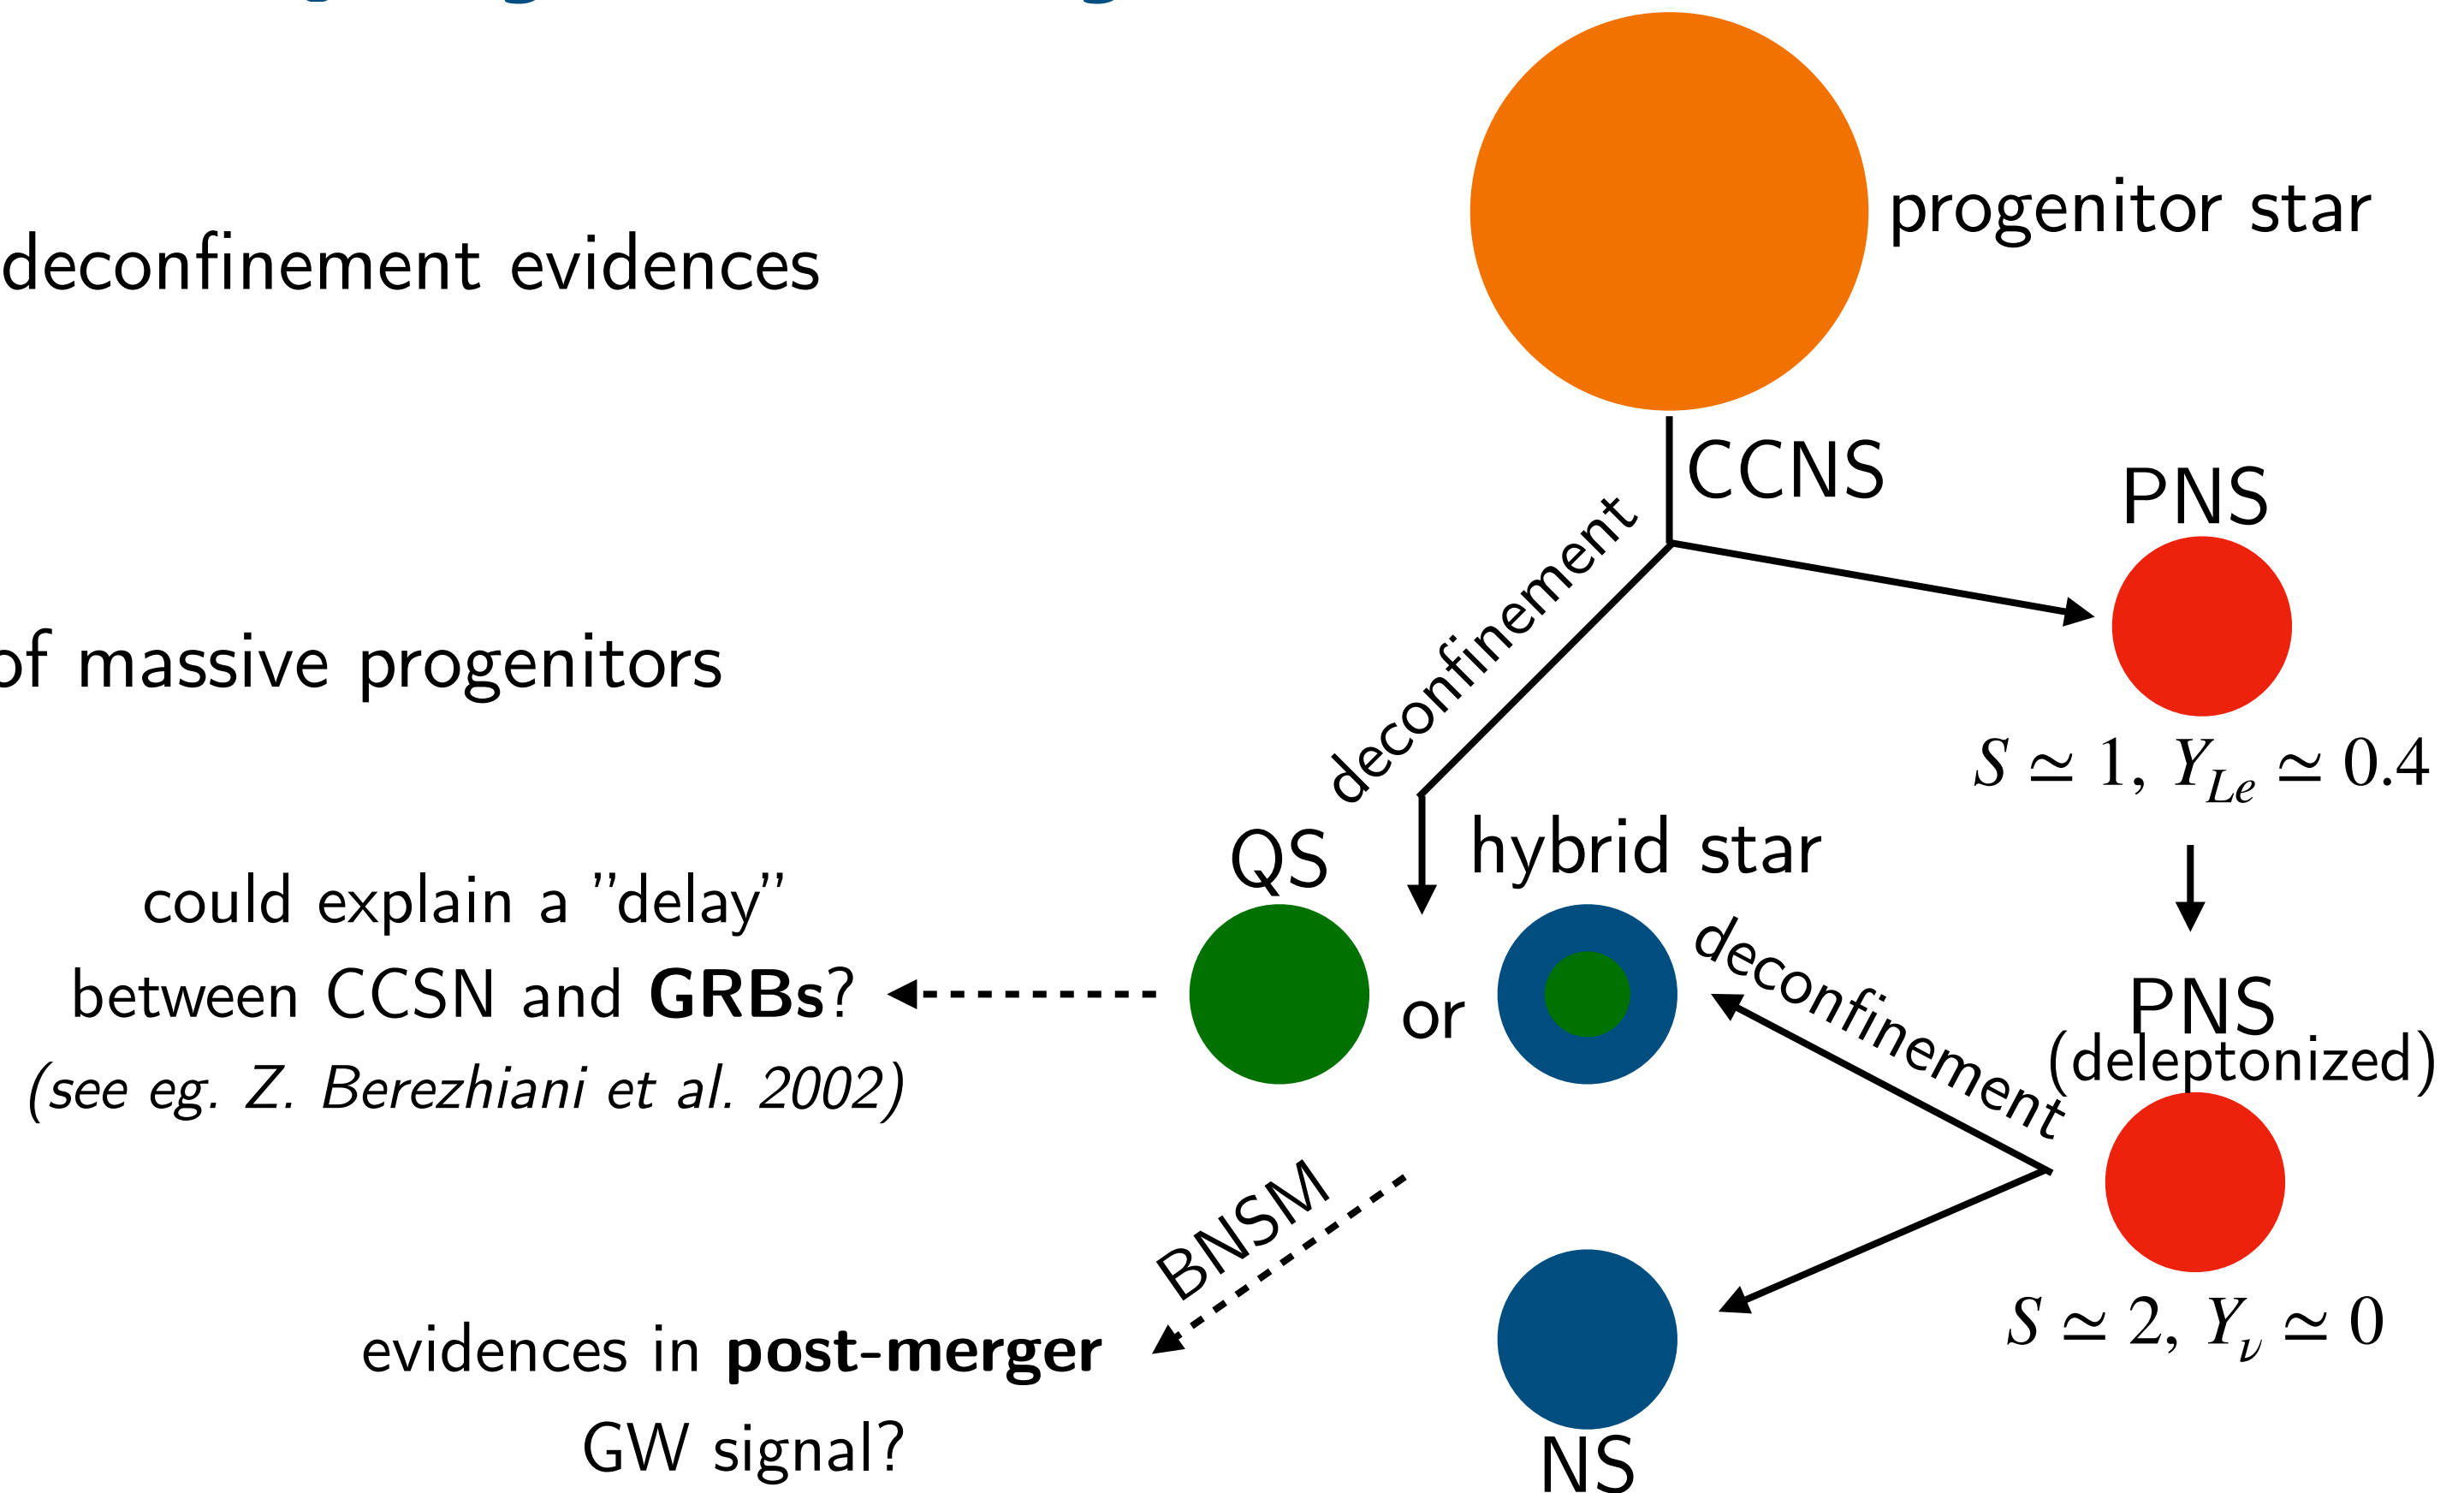 progenitor star
deconfinement evidences
CCNS
PNS
deconfinement
of massive progenitors
S ≃ 1, Y_{Le} ≃ 0.4
QS
hybrid star
could explain a "delay"
between CCSN and GRBs?
(see eg. Z. Berezhiani et al. 2002)
or
deconfinement
PNS
(deleptonized)
BNSM
S ≃ 2, Y_ν ≃ 0
evidences in post-merger
GW signal?
NS